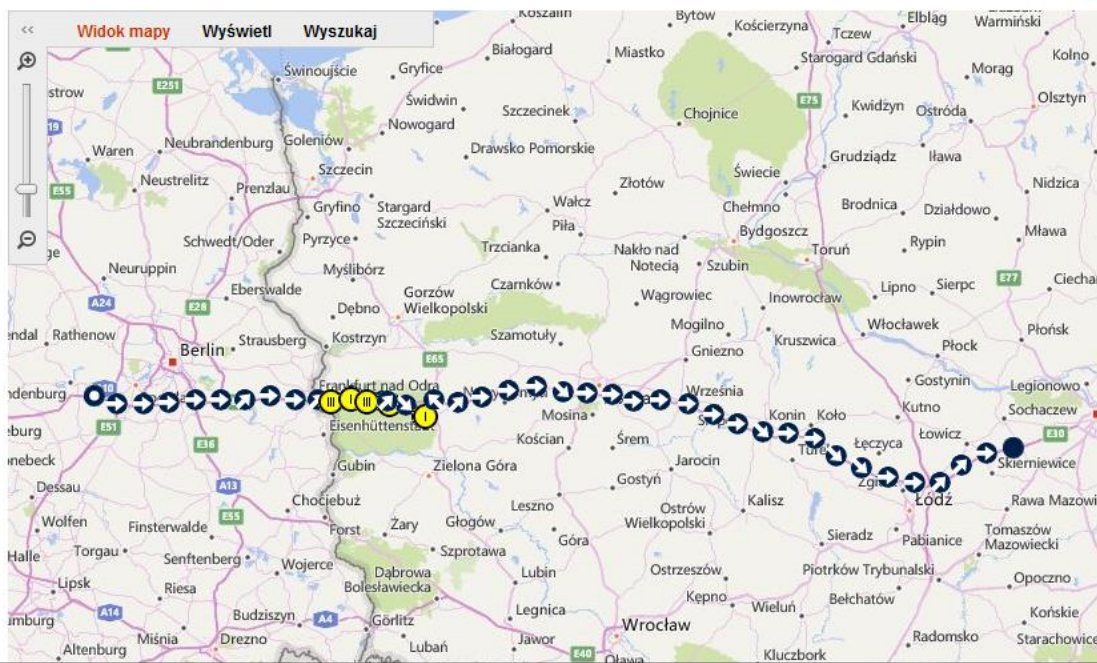 << Widok mapy Wyświetl Wyszukaj
Koszalin
Bytów
Kościerzyna
Tczew
Elbląg
Warmiński
Białogard
Miastko
Starogard Gdański
Morąg
Kolno
E251
Świnoujście
Gryfice
Świdwin
Szczecinek
Chojnice
E75
Kwidzyn
Ostróda
Olsztyn
Waren
Neubrandenburg
Goleniów
Nowogard
Drawsko Pomorskie
Grudziądz
Iława
E55
Neustrelitz
Prenzlau
Szczecin
Złotów
Świecie
Nidzica
Gryfino
Stargard
Szczeciński
Wałcz
Piła
Chełmno
Brodnica
Działdowo
Schwedt/Oder
Pyrzyce
Trzcianka
Nakło nad
Notecią
Bydgoszcz
Toruń
Rypin
Mława
Neuruppin
Myślibórz
Szubin
E77
Eberswalde
Czarnków
Inowrocław
Lipno
Sierpc
A24
E28
Dębno
Gorzów
Wielkopolski
Wągrowiec
Rathenow
Strausberg
Kostrzyn
Szamotuły
Mogilno
Kruszwica
Włocławek
Płońsk
Berlin
E65
Gniezno
Płock
Frankfurt nad Odrą
Września
Gostynin
Legionowo
E51
Eisenhüttenstadt
Mosina
Konin
Koło
Kutno
Sochaczew
E36
Kościan
Śrem
Łęczyca
Łowicz
E30
Gubin
Zielona Góra
Jarocin
Skierniewice
Dessau
A13
Chociebuż
Gostyń
Kalisz
Łódź
Rawa Mazowi
Wolfen
Finsterwalde
E55
Forst
Żary
Głogów
Leszno
Ostrów
Wielkopolski
Sieradz
Pabianice
Tomaszów
Mazowiecki
Halle
Torgau
Senftenberg
Wojerce
Szprotawa
Góra
Lipsk
Riesa
Dąbrowa
Bolesławiecka
Lubin
Ostrzeszów
Piotrków Trybunalski
Opoczno
A14
Budziszyn
A4
Görlitz
Legnica
Kępno
Wieluń
Bełchatów
Końskie
Miśnia
Drezno
Wrocław
Radomsko
Starachowice
Altenburg
Lubań
Jawor
E40
Oława
Kluczbork